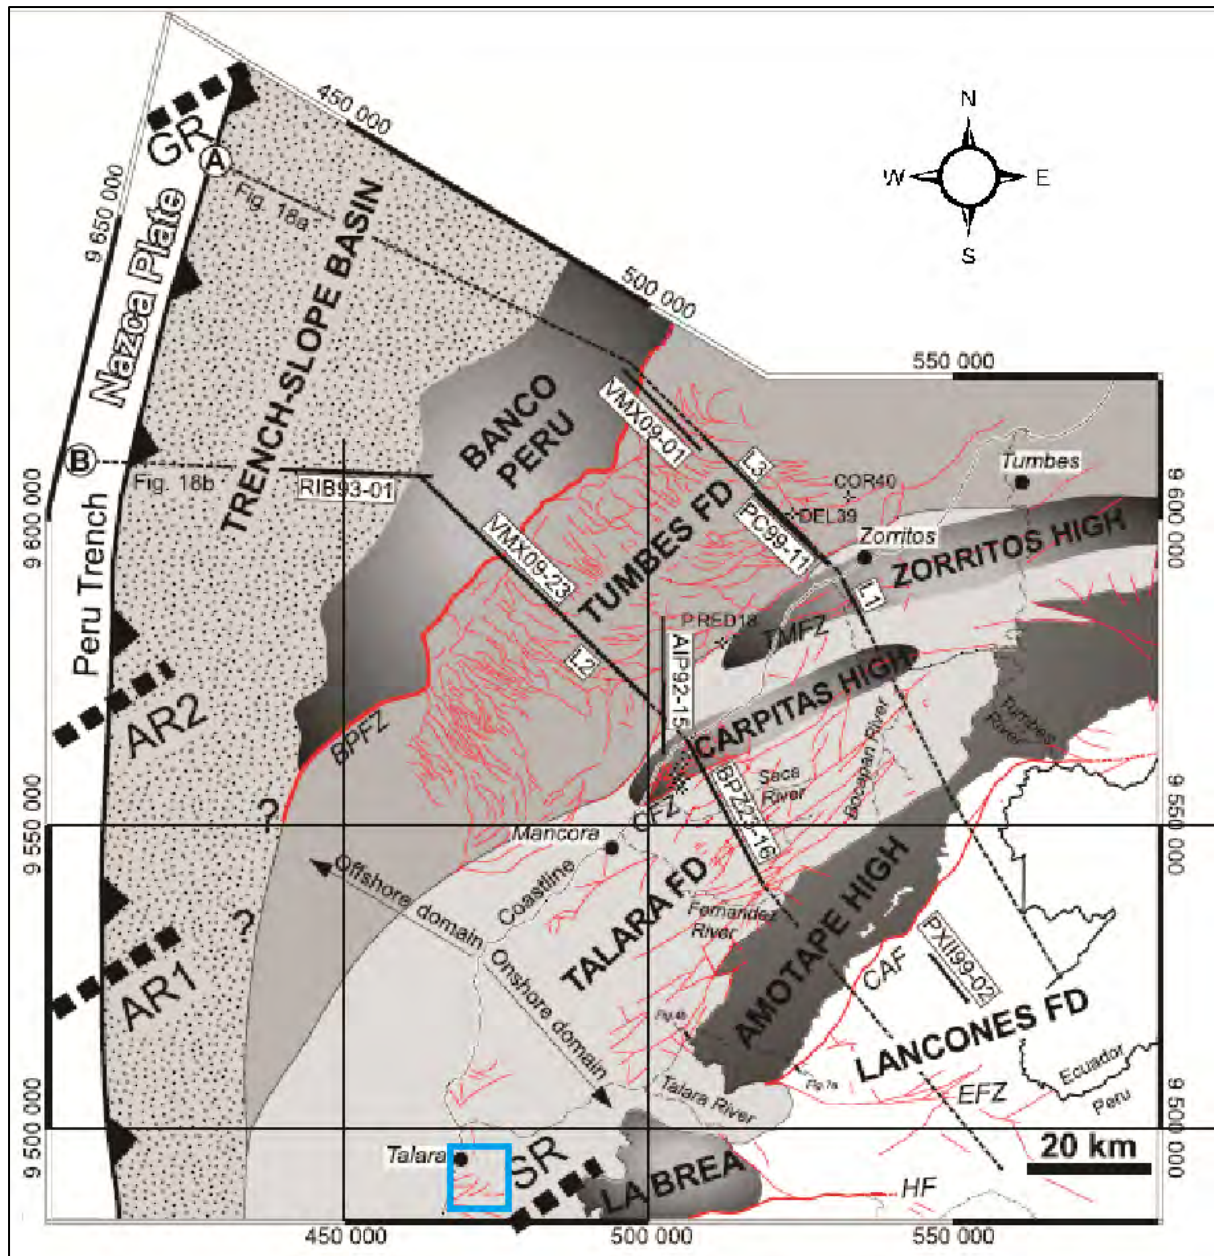 N
W
E
S
450 000
GR
A
Fig. 18a
9 650 000
Nazca Plate
TRENCH-SLOPE BASIN
500 000
550 000
BANCO
PERU
VMX09-01
L3
COR40
DEL39
PC99-11
Tumbes
Zorritos
ZORRITOS HIGH
B
Fig. 18b
RIB93-01
9 600 000
9 600 000
VMX09-23
TUMBES FD
L2
L1
P.RED18
TMFZ
AIP92-15
CARPITAS HIGH
Peru Trench
AR2
BPFZ
Bocapan River
Tumbes
River
Saca
River
CFZ
BPZ23-16
?
Mancora
9 550 000
9 550 000
Offshore domain
Onshore domain
Coastline
TALARA FD
Fernandez
River
AMOTAPE HIGH
?
AR1
CAF
PXII99-02
LANCONES FD
Fig. 4b
Fig. 7a
Talara River
EFZ
Ecuador
Peru
9 500 000
9 500 000
Talara
SR
LA BREA
HF
20 km
450 000
500 000
550 000